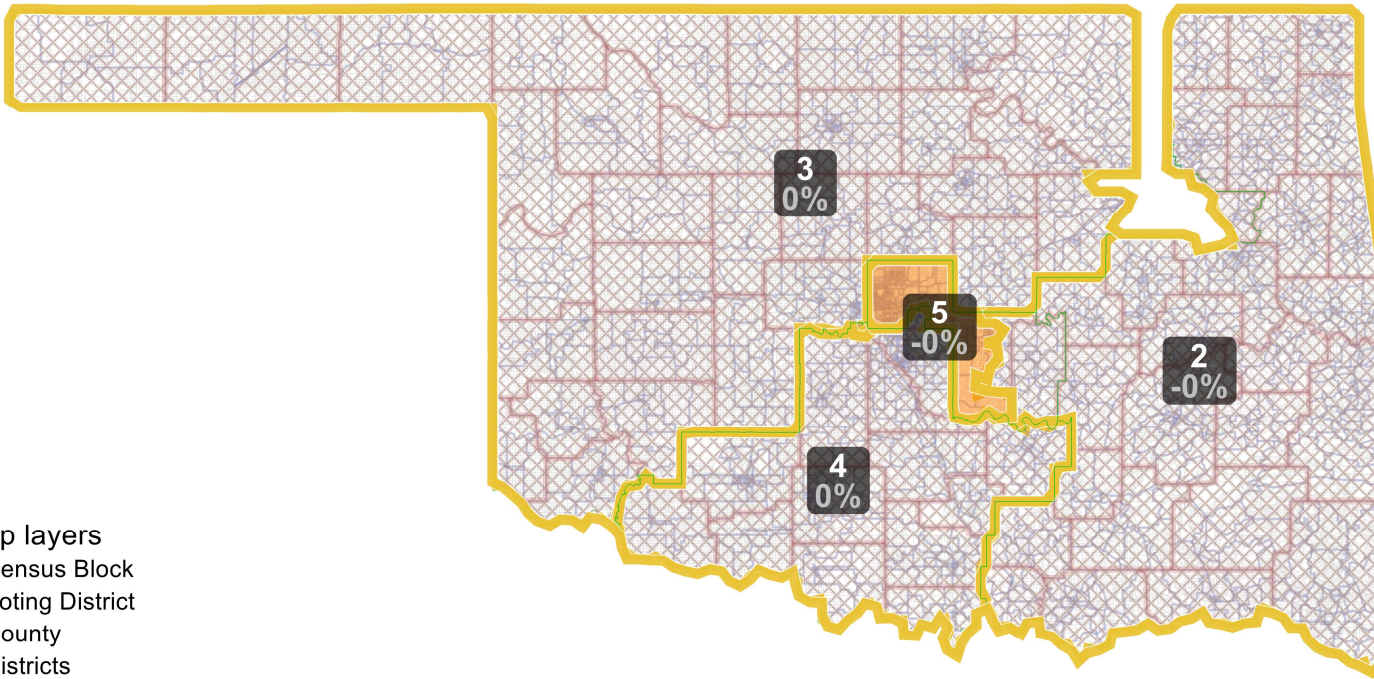 3
0%
5
-0%
2
-0%
4
0%
p layers
ensus Block
oting District
ounty
istricts